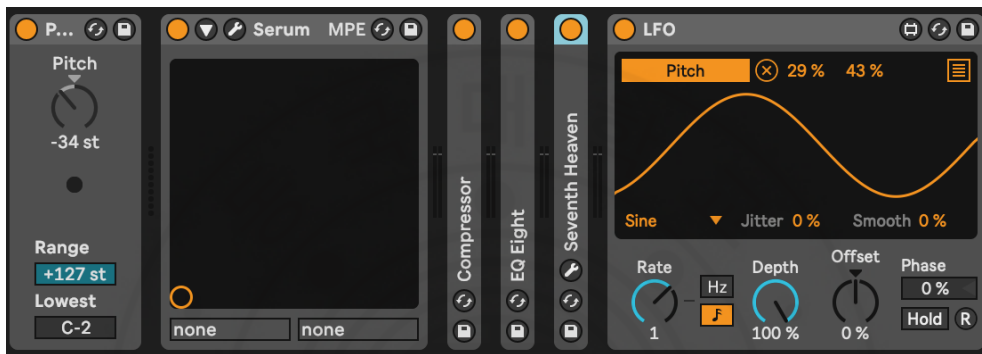 P...
Pitch
-34 st
Range
+127 st
Lowest
C-2
Serum MPE
none none
Compressor
EQ Eight
Seventh Heaven
LFO
Pitch 29 % 43 %
Sine Jitter 0 % Smooth 0 %
Rate
1
Hz
Depth
100 %
Offset
0 %
Phase
0 %
Hold R